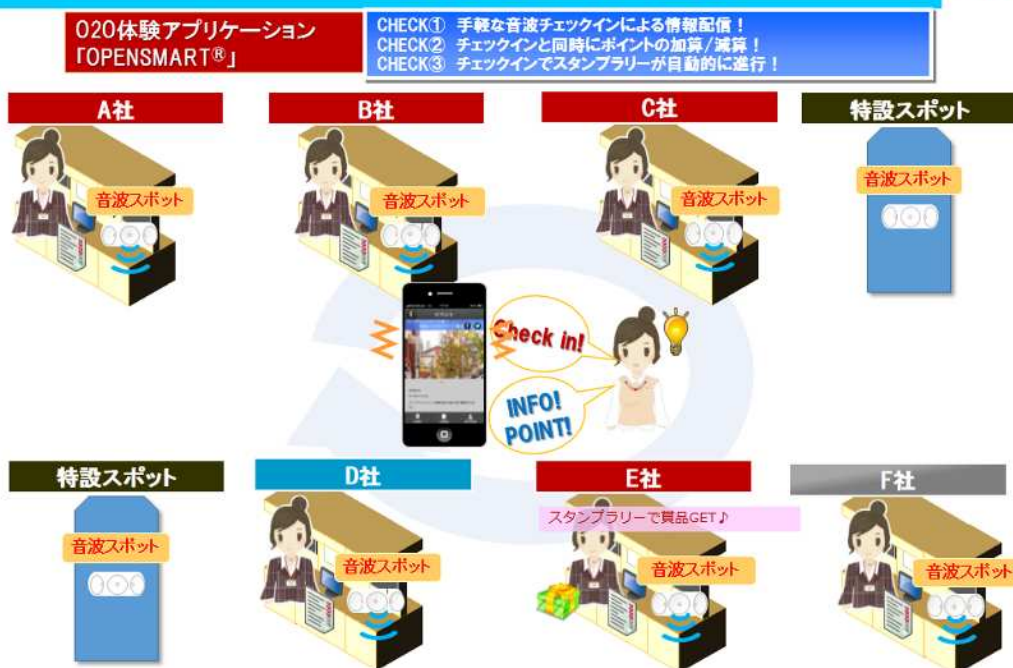 O2O体験アプリケーション
「OPENSMART®」
CHECK① 手軽な音波チェックインによる情報配信！
CHECK② チェックインと同時にポイントの加算/減算！
CHECK③ チェックインでスタンプラリーが自動的に進行！
A社
B社
C社
特設スポット
音波スポット
音波スポット
音波スポット
音波スポット
Check in!
INFO!
POINT!
特設スポット
D社
E社
F社
スタンプラリーで賞品GET♪
音波スポット
音波スポット
音波スポット
音波スポット